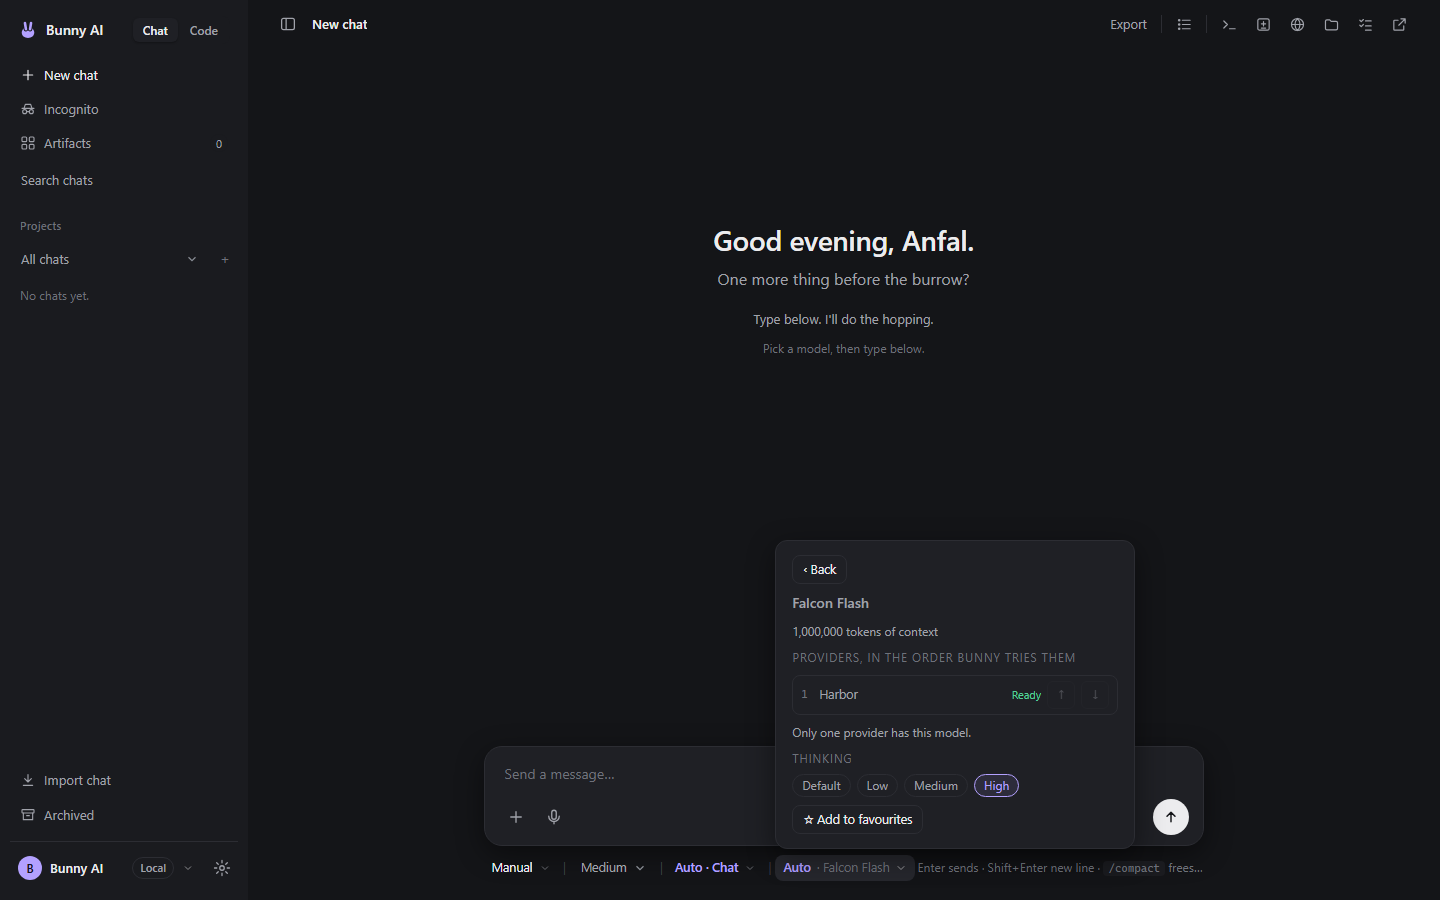 Bunny AI
Chat
Code
New chat
Export
New chat
Incognito
Artifacts
0
Search chats
Projects
All chats
+
No chats yet.
Good evening, Anfal.
One more thing before the burrow?
Type below. I'll do the hopping.
Pick a model, then type below.
‹ Back
Falcon Flash
1,000,000 tokens of context
PROVIDERS, IN THE ORDER BUNNY TRIES THEM
1 Harbor Ready ↑ ↓
Only one provider has this model.
THINKING
Default Low Medium High
☆ Add to favourites
Send a message...
Import chat
Archived
B Bunny AI Local
Manual
Medium
Auto · Chat
Auto · Falcon Flash
Enter sends · Shift+Enter new line · /compact frees...